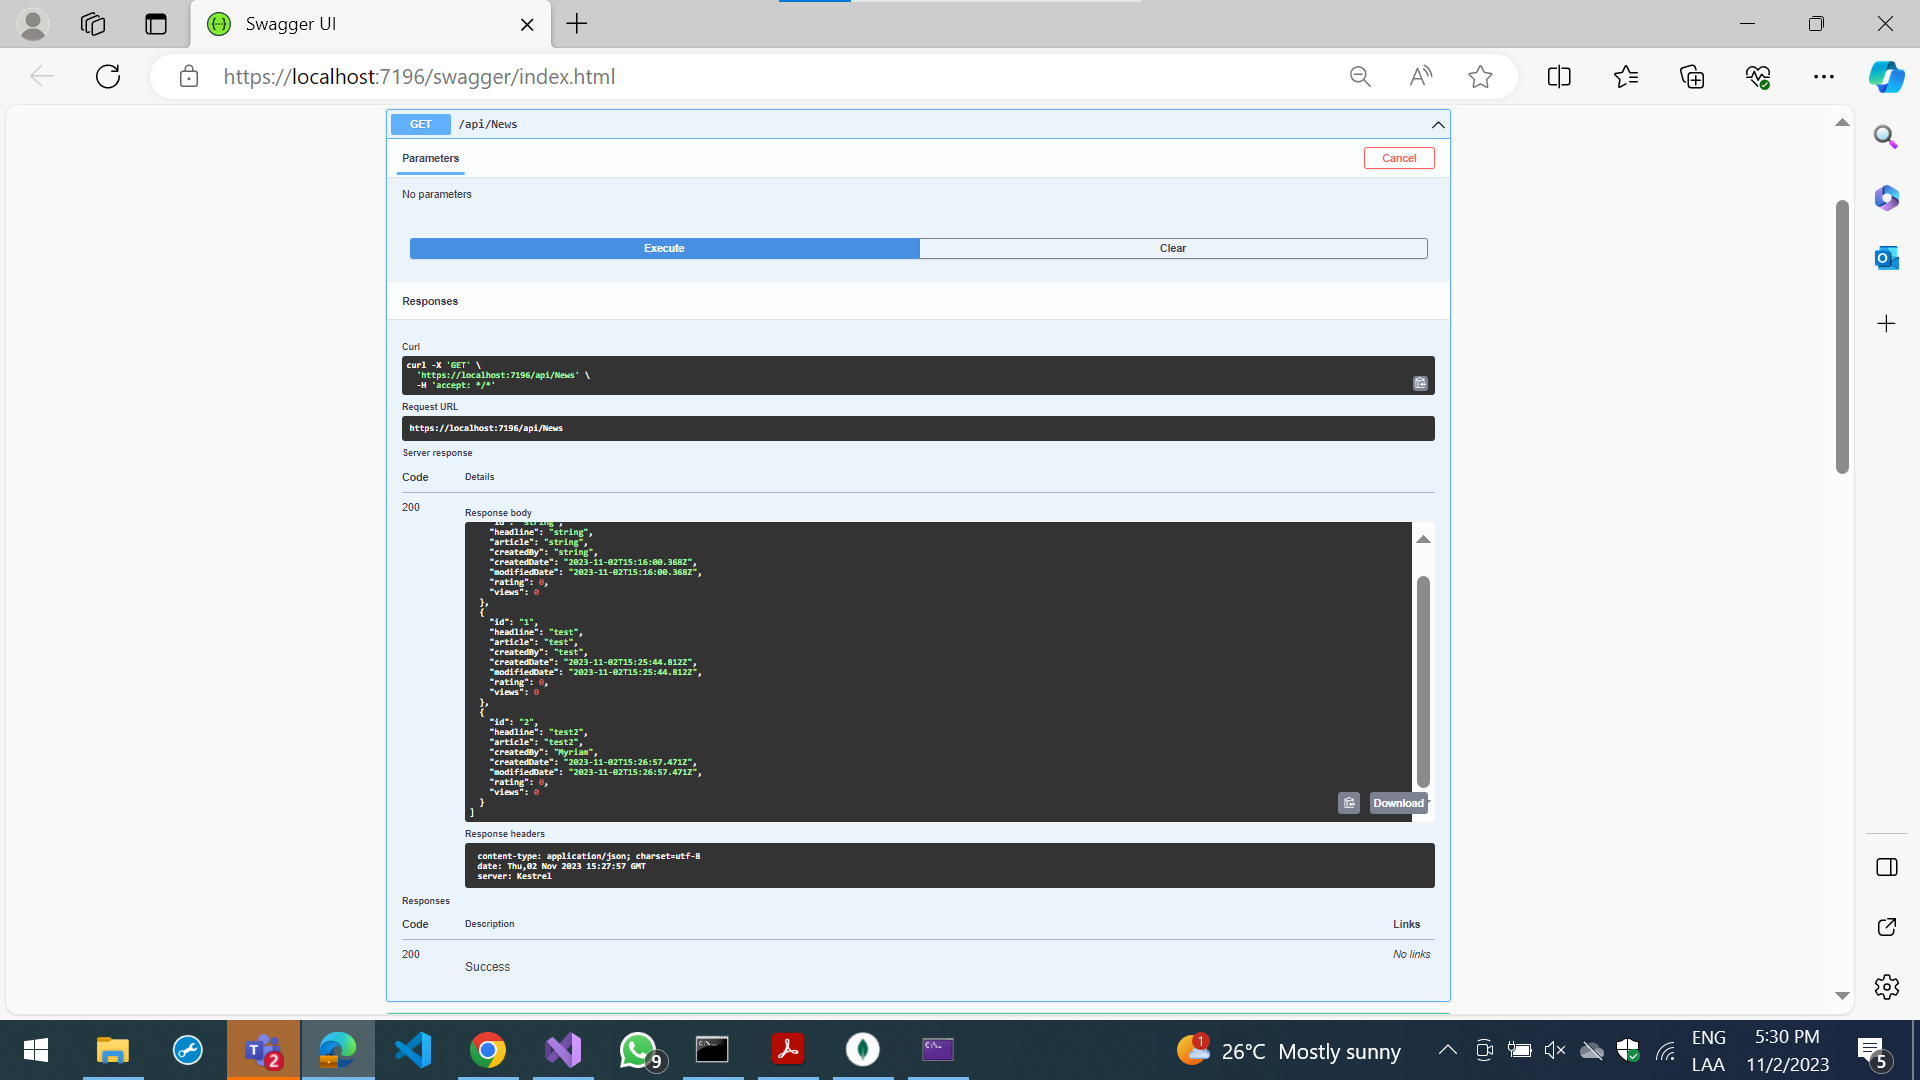 Swagger UI
https://localhost:7196/swagger/index.html
GET /api/News
Parameters
Cancel
No parameters
Execute
Clear
Responses
Curl
curl -X 'GET' \
'https://localhost:7196/api/News' \
-H 'accept: */*'
Request URL
https://localhost:7196/api/News
Server response
Code Details
200
Response body
"id": "string",
"headline": "string",
"article": "string",
"createdBy": "string",
"createdDate": "2023-11-02T15:16:00.368Z",
"modifiedDate": "2023-11-02T15:16:00.368Z",
"rating": 0,
"views": 0
},
{
"id": "1",
"headline": "test",
"article": "test",
"createdBy": "test",
"createdDate": "2023-11-02T15:25:44.812Z",
"modifiedDate": "2023-11-02T15:25:44.812Z",
"rating": 0,
"views": 0
},
{
"id": "2",
"headline": "test2",
"article": "test2",
"createdBy": "Myriam",
"createdDate": "2023-11-02T15:26:57.471Z",
"modifiedDate": "2023-11-02T15:26:57.471Z",
"rating": 0,
"views": 0
}
]
Download
Response headers
content-type: application/json; charset=utf-8
date: Thu,02 Nov 2023 15:27:57 GMT
server: Kestrel
Responses
Code Description Links
200 No links
Success
2
9
1
26°C Mostly sunny
ENG
LAA
5:30 PM
11/2/2023
5